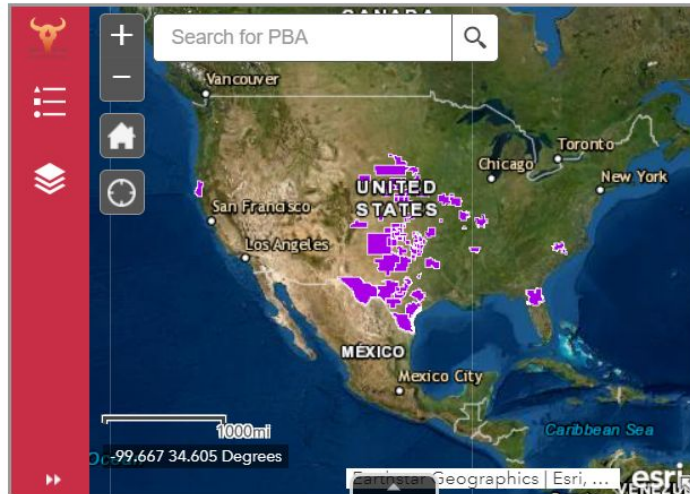 CANADA
+
Search for PBA
−
Vancouver
Toronto
Chicago
New York
UNITED
STATES
San Francisco
Los Angeles
MÉXICO
Mexico City
1000mi
Caribbean Sea
-99.667 34.605 Degrees
Earthstar Geographics | Esri, ...
esri